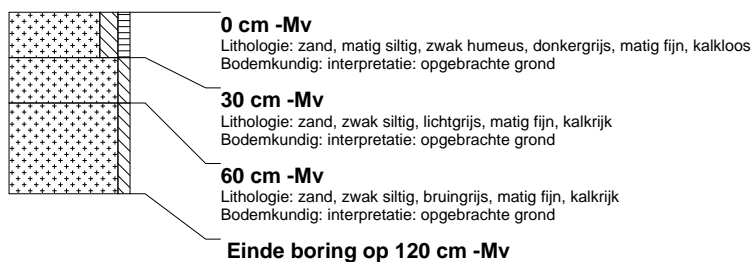 0 cm -Mv
Lithologie: zand, matig siltig, zwak humeus, donkergrijs, matig fijn, kalkloos
Bodemkundig: interpretatie: opgebrachte grond
30 cm -Mv
Lithologie: zand, zwak siltig, lichtgrijs, matig fijn, kalkrijk
Bodemkundig: interpretatie: opgebrachte grond
60 cm -Mv
Lithologie: zand, zwak siltig, bruingrijs, matig fijn, kalkrijk
Bodemkundig: interpretatie: opgebrachte grond
Einde boring op 120 cm -Mv